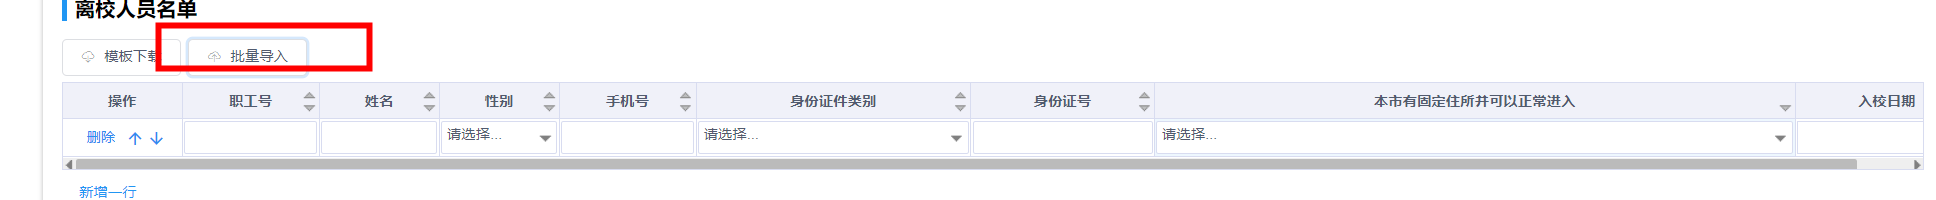 离校人员名单
模板下载 批量导入
操作 职工号 姓名 性别 手机号 身份证件类别 身份证号 本市有固定住所并可以正常进入 入校日期
删除 请选择... 请选择... 请选择...
新增一行